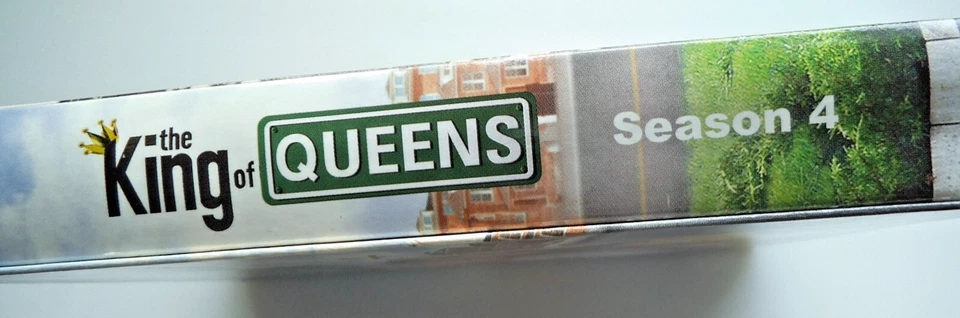 the
King of QUEENS
Season 4